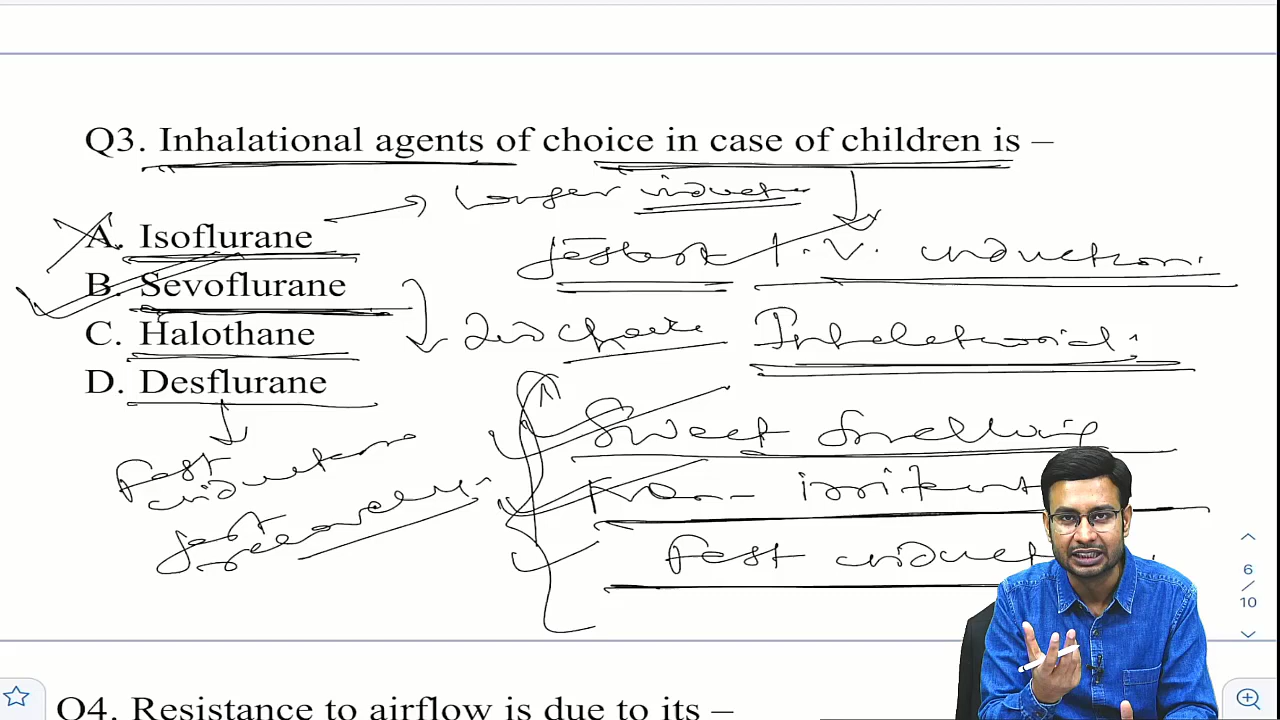 Q3. Inhalational agents of choice in case of children is –
Longer induction
A. Isoflurane
fastest I.V. induction.
B. Sevoflurane
C. Halothane
2nd choice Inhalational:
D. Desflurane
Sweet smelling
Fast induction
fast recovery
Non-irritant
Fast
6
/
10
Q4. Resistance to airflow is due to its –